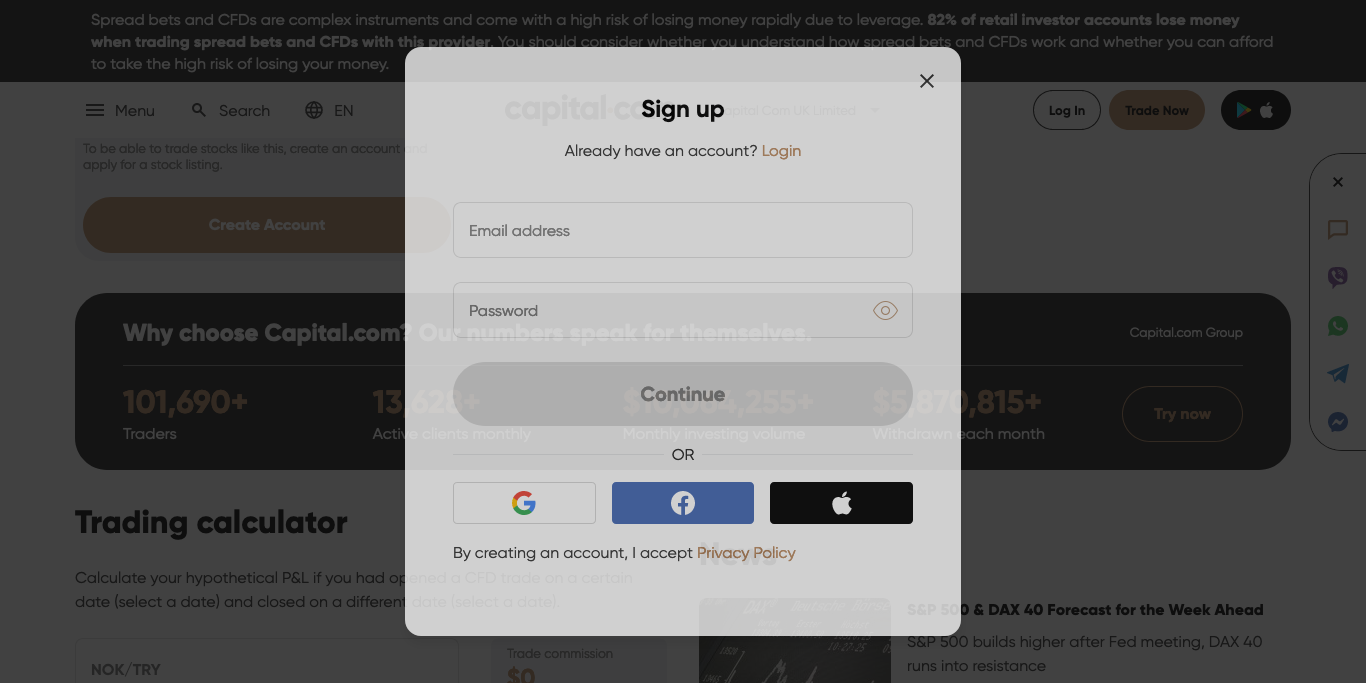 Spread bets and CFDs are complex instruments and come with a high risk of losing money rapidly due to leverage. 82% of retail investor accounts lose money
when trading spread bets and CFDs with this provider. You should consider whether you understand how spread bets and CFDs work and whether you can afford
to take the high risk of losing your money.
Menu
Search
EN
capital.co
apital Com UK Limited
Log In
Trade Now
Sign up
Already have an account? Login
To be able to trade stocks like this, create an account and
apply for a stock listing.
Create Account
Email address
Password
Why choose Capital.com? Our numbers speak for themselves.
Capital.com Group
Continue
101,690+
Traders
Active clients monthly
Monthly investing volume
$5,870,815+
Withdrawn each month
Try now
OR
By creating an account, I accept Privacy Policy
Trading calculator
News
Calculate your hypothetical P&L if you had opened a CFD trade on a certain
date (select a date) and closed on a different date (select a date).
NOK/TRY
Trade commission
$0
S&P 500 & DAX 40 Forecast for the Week Ahead
S&P 500 builds higher after Fed meeting, DAX 40
runs into resistance